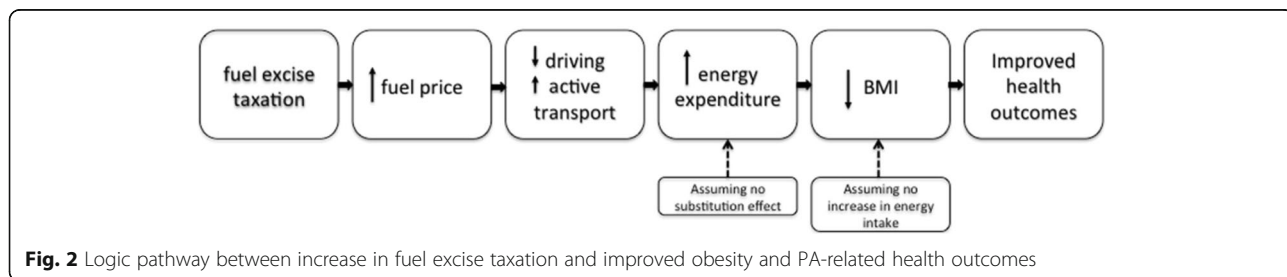 fuel excise
taxation
↑ fuel price
↓ driving
↑ active
transport
↑ energy
expenditure
↓ BMI
Improved
health
outcomes
Assuming no
substitution effect
Assuming no
increase in energy
intake
Fig. 2 Logic pathway between increase in fuel excise taxation and improved obesity and PA-related health outcomes